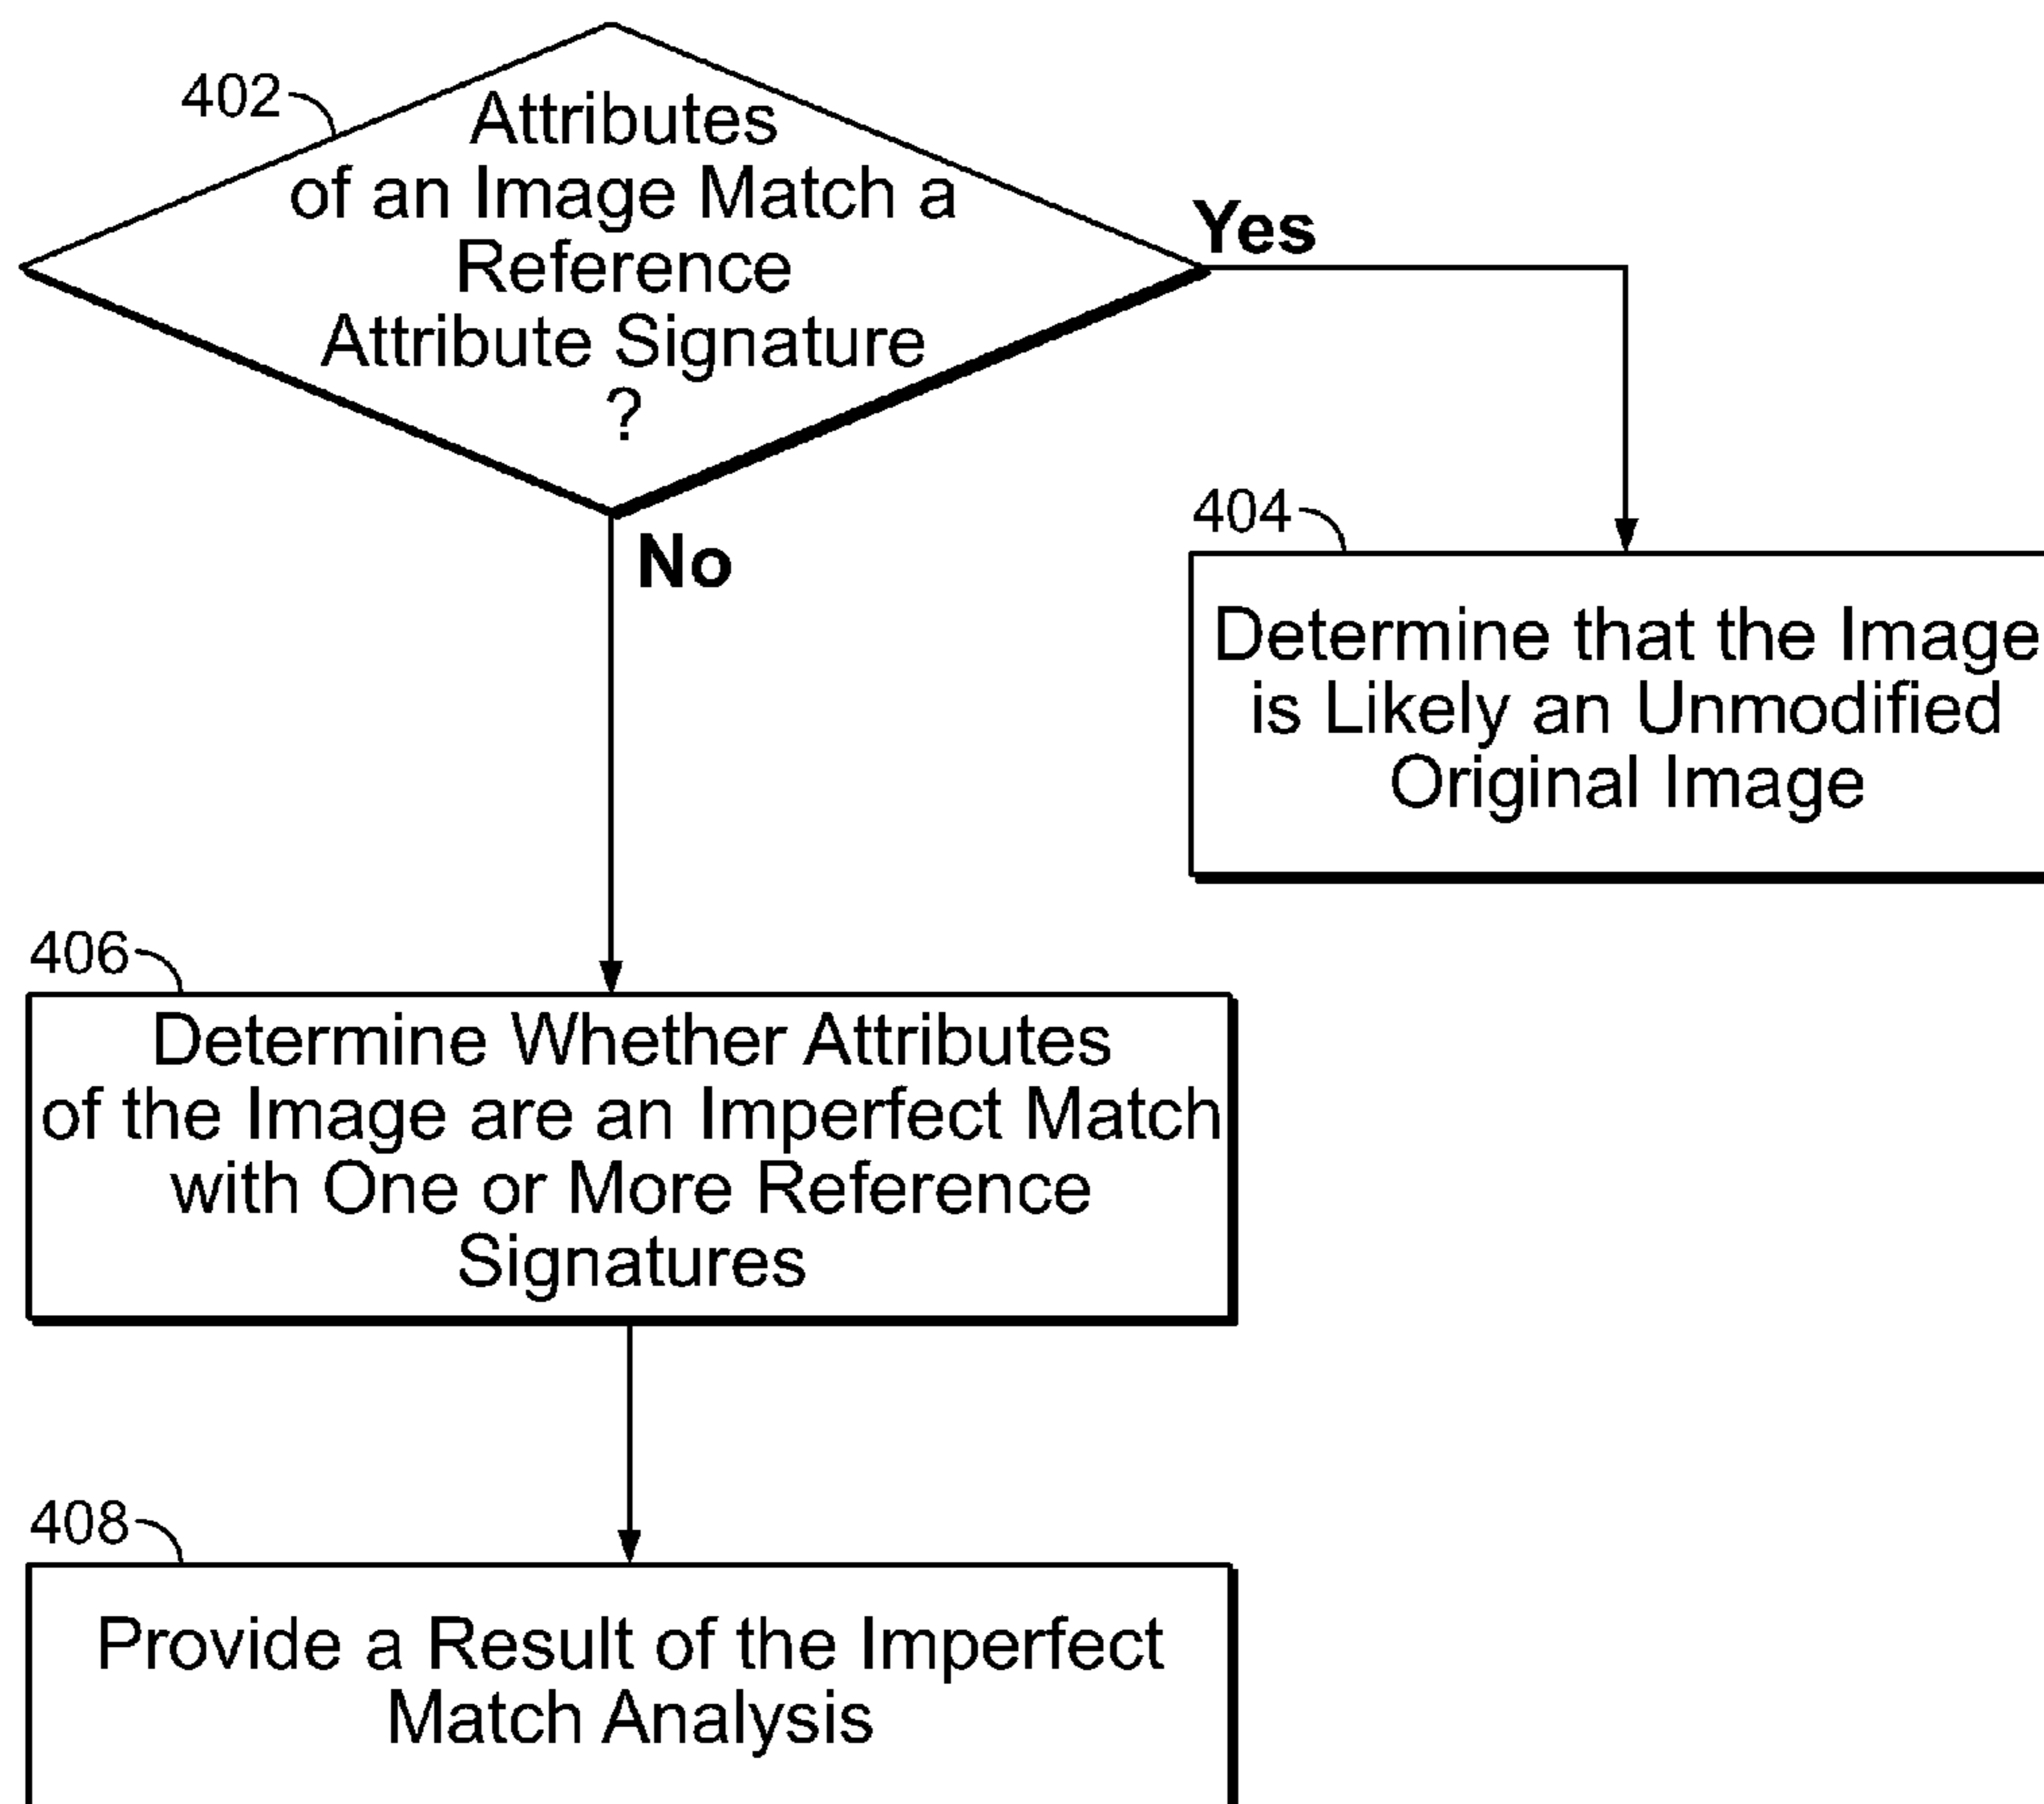 402
Attributes
of an Image Match a
Reference
Attribute Signature
?
Yes
No
404
Determine that the Image
is Likely an Unmodified
Original Image
406
Determine Whether Attributes
of the Image are an Imperfect Match
with One or More Reference
Signatures
408
Provide a Result of the Imperfect
Match Analysis